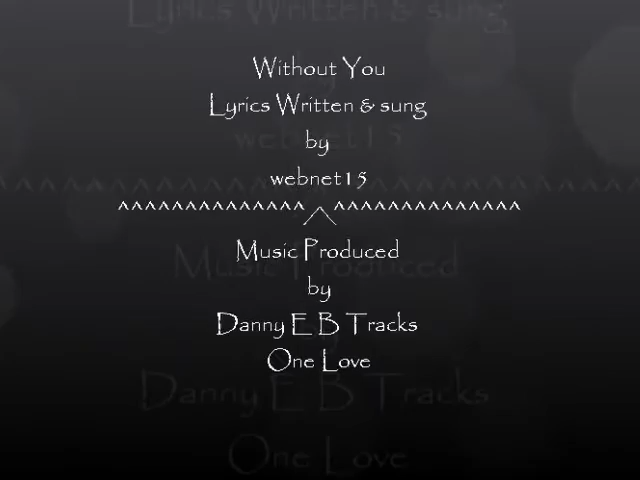 Without You
Lyrics Written & sung
by
webnet15
^^^^^^^^^^^^^^^^^^^^^^^^^^^^^
Music Produced
by
Danny E B Tracks
One Love